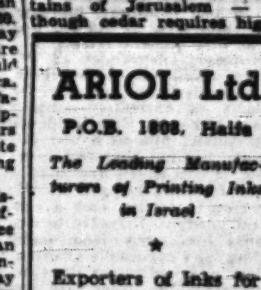 tains of Jerusalem —
though cedar requires hig
ARIOL Ltd
P.O.B. 1808, Haifa
The Leading Manufac-
turers of Printing Inks
in Israel
★
Exporters of Inks for